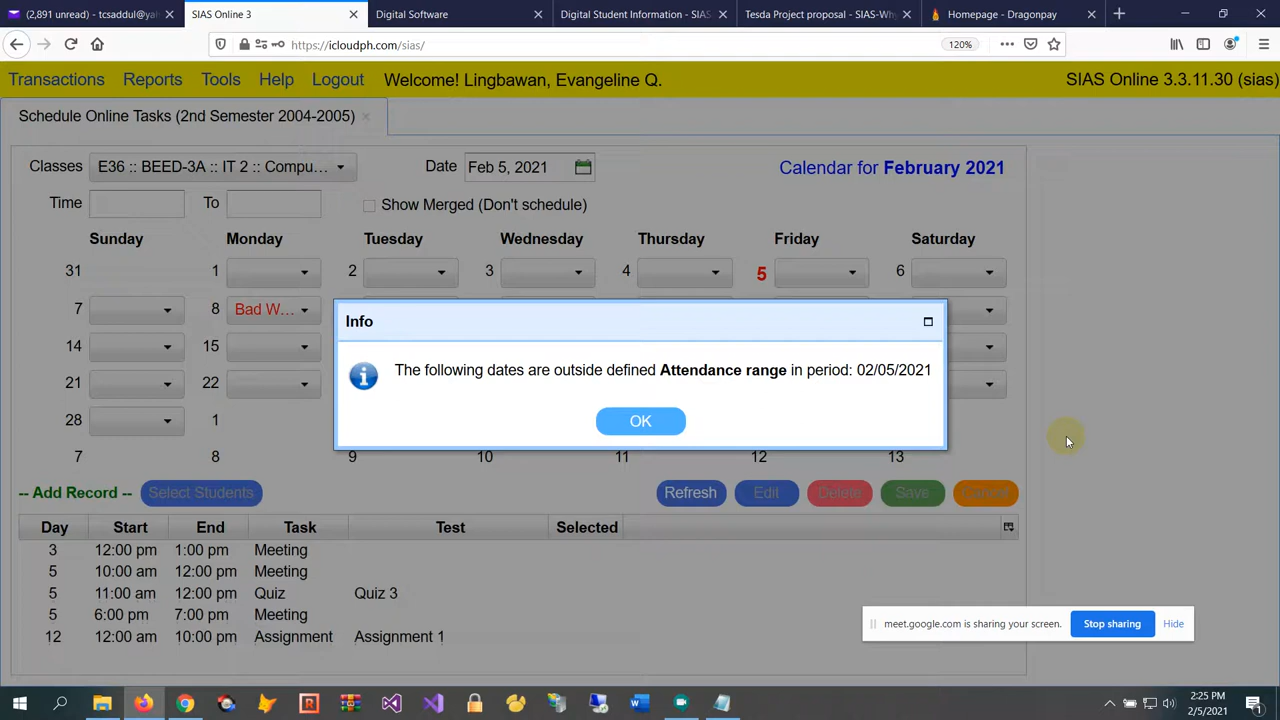 (2,891 unread) - tcsaddul@ya
SIAS Online 3
Digital Software
Digital Student Information - SIAS
Tesda Project proposal - SIAS-Wh
Homepage - Dragonpay
https://icloudph.com/sias/
120%
Transactions Reports Tools Help Logout Welcome! Lingbawan, Evangeline Q. SIAS Online 3.3.11.30 (sias)
Schedule Online Tasks (2nd Semester 2004-2005)
Classes E36 :: BEED-3A :: IT 2 :: Compu... Date Feb 5, 2021 Calendar for February 2021
Time To Show Merged (Don't schedule)
Sunday Monday Tuesday Wednesday Thursday Friday Saturday
31 1 2 3 4 5 6
7 8 Bad W...
Info
The following dates are outside defined Attendance range in period: 02/05/2021
OK
14 15
21 22
28 1
7 8 9 10 11 12 13
-- Add Record -- Select Students Refresh Edit Delete Save Cancel
Day Start End Task Test Selected
3 12:00 pm 1:00 pm Meeting
5 10:00 am 12:00 pm Meeting
5 11:00 am 12:00 pm Quiz Quiz 3
5 6:00 pm 7:00 pm Meeting
12 12:00 am 10:00 pm Assignment Assignment 1
meet.google.com is sharing your screen. Stop sharing Hide
2:25 PM
2/5/2021
1